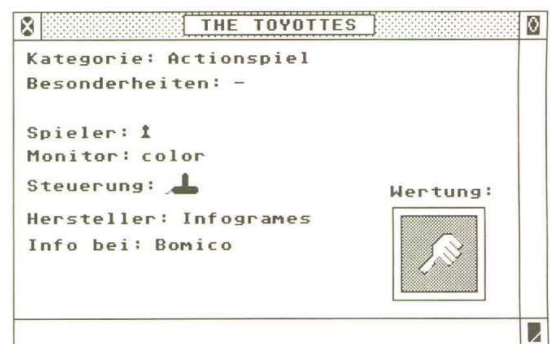 THE TOYOTTES
Kategorie: Actionspiel
Besonderheiten: -
Spieler:
Monitor: color
Steuerung:
Wertung:
Hersteller: Infogrames
Info bei: Bomico